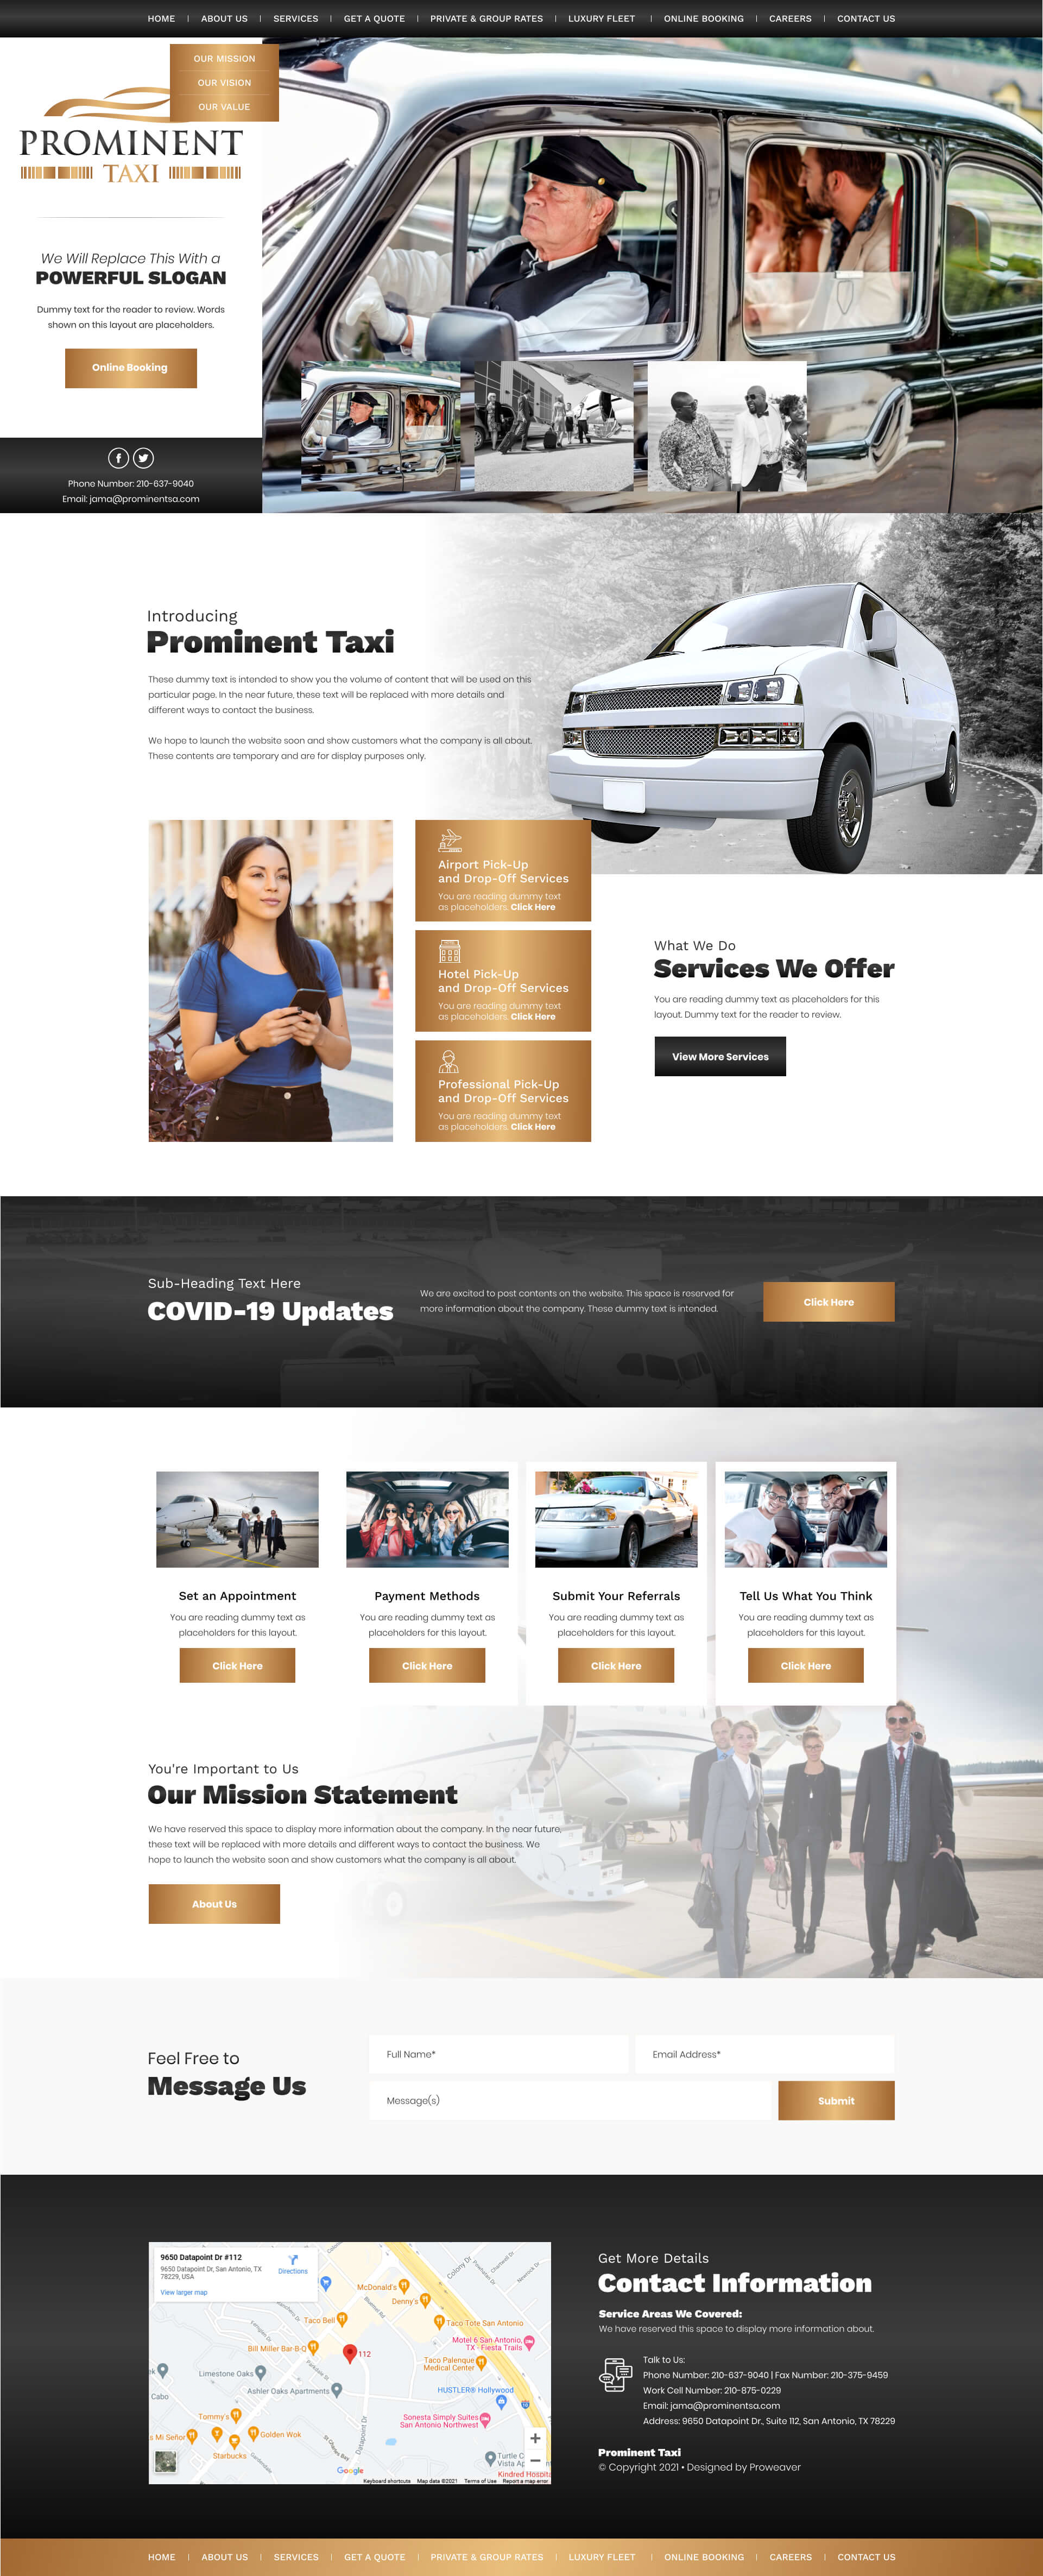 HOME | ABOUT US | SERVICES | GET A QUOTE | PRIVATE & GROUP RATES | LUXURY FLEET | ONLINE BOOKING | CAREERS | CONTACT US
OUR MISSION
OUR VISION
OUR VALUE
PROMINENT
TAXI
We Will Replace This With a
POWERFUL SLOGAN
Dummy text for the reader to review. Words
shown on this layout are placeholders.
Online Booking
Phone Number: 210-637-9040
Email: jama@prominentsa.com
Introducing
Prominent Taxi
These dummy text is intended to show you the volume of content that will be used on this
particular page. In the near future, these text will be replaced with more details and
different ways to contact the business.
We hope to launch the website soon and show customers what the company is all about.
These contents are temporary and are for display purposes only.
Airport Pick-Up
and Drop-Off Services
You are reading dummy text
as placeholders. Click Here
Hotel Pick-Up
and Drop-Off Services
You are reading dummy text
as placeholders. Click Here
Professional Pick-Up
and Drop-Off Services
You are reading dummy text
as placeholders. Click Here
What We Do
Services We Offer
You are reading dummy text as placeholders for this
layout. Dummy text for the reader to review.
View More Services
Sub-Heading Text Here
COVID-19 Updates
We are excited to post contents on the website. This space is reserved for
more information about the company. These dummy text is intended.
Click Here
Set an Appointment
You are reading dummy text as
placeholders for this layout.
Click Here
Payment Methods
You are reading dummy text as
placeholders for this layout.
Click Here
Submit Your Referrals
You are reading dummy text as
placeholders for this layout.
Click Here
Tell Us What You Think
You are reading dummy text as
placeholders for this layout.
Click Here
You're Important to Us
Our Mission Statement
We have reserved this space to display more information about the company. In the near future,
these text will be replaced with more details and different ways to contact the business. We
hope to launch the website soon and show customers what the company is all about.
About Us
Feel Free to
Message Us
Full Name*
Email Address*
Message(s)
Submit
9650 Datapoint Dr #112
9650 Datapoint Dr, San Antonio, TX
78229, USA
Directions
View larger map
McDonald's
Denny's
Taco Bell
Taco Tote San Antonio
Bill Miller Bar-B-Q
Motel 6 San Antonio,
TX - Fiesta Trails
112
Taco Palenque
Medical Center
Limestone Oaks
Ashler Oaks Apartments
HUSTLER® Hollywood
Cabo
Tommy's
Sonesta Simply Suites
San Antonio Northwest
s Mi Señor
Golden Wok
Starbucks
Datapoint Dr
Turtle C
Vista Ap
Kindred Hospita
Google
Keyboard shortcuts Map data ©2021 Terms of Use Report a map error
Get More Details
Contact Information
Service Areas We Covered:
We have reserved this space to display more information about.
Talk to Us:
Phone Number: 210-637-9040 | Fax Number: 210-375-9459
Work Cell Number: 210-875-0229
Email: jama@prominentsa.com
Address: 9650 Datapoint Dr., Suite 112, San Antonio, TX 78229
Prominent Taxi
© Copyright 2021 • Designed by Proweaver
HOME | ABOUT US | SERVICES | GET A QUOTE | PRIVATE & GROUP RATES | LUXURY FLEET | ONLINE BOOKING | CAREERS | CONTACT US